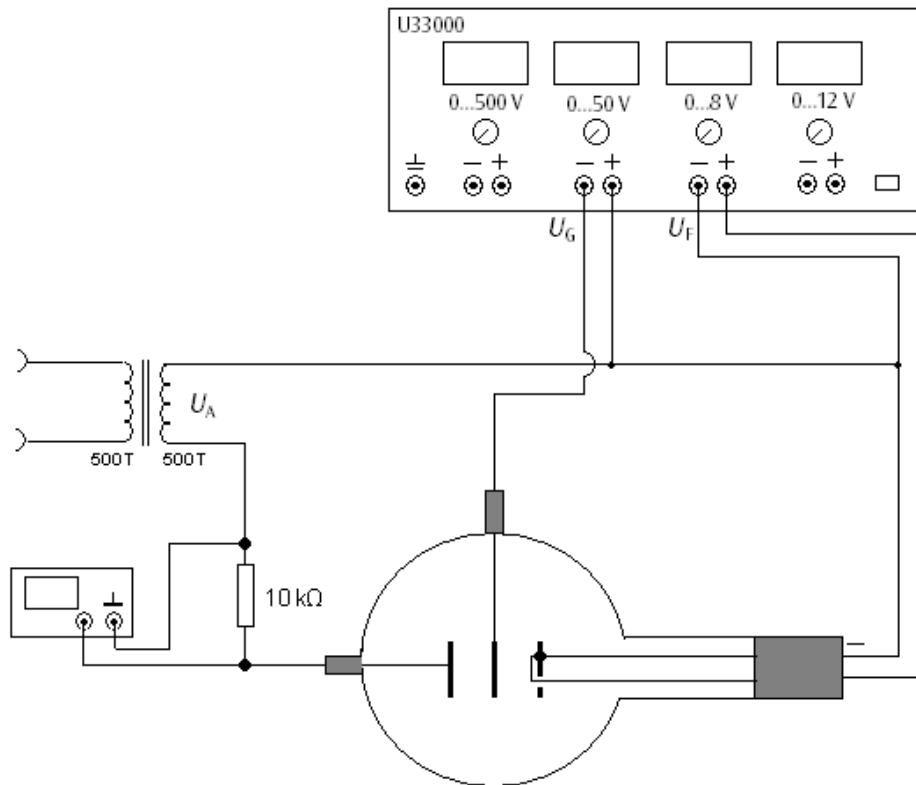 U33000
0...500 V 0...50 V 0...8 V 0...12 V
− + − + − + − +
U_G U_F
U_A
500T 500T
10 kΩ
−